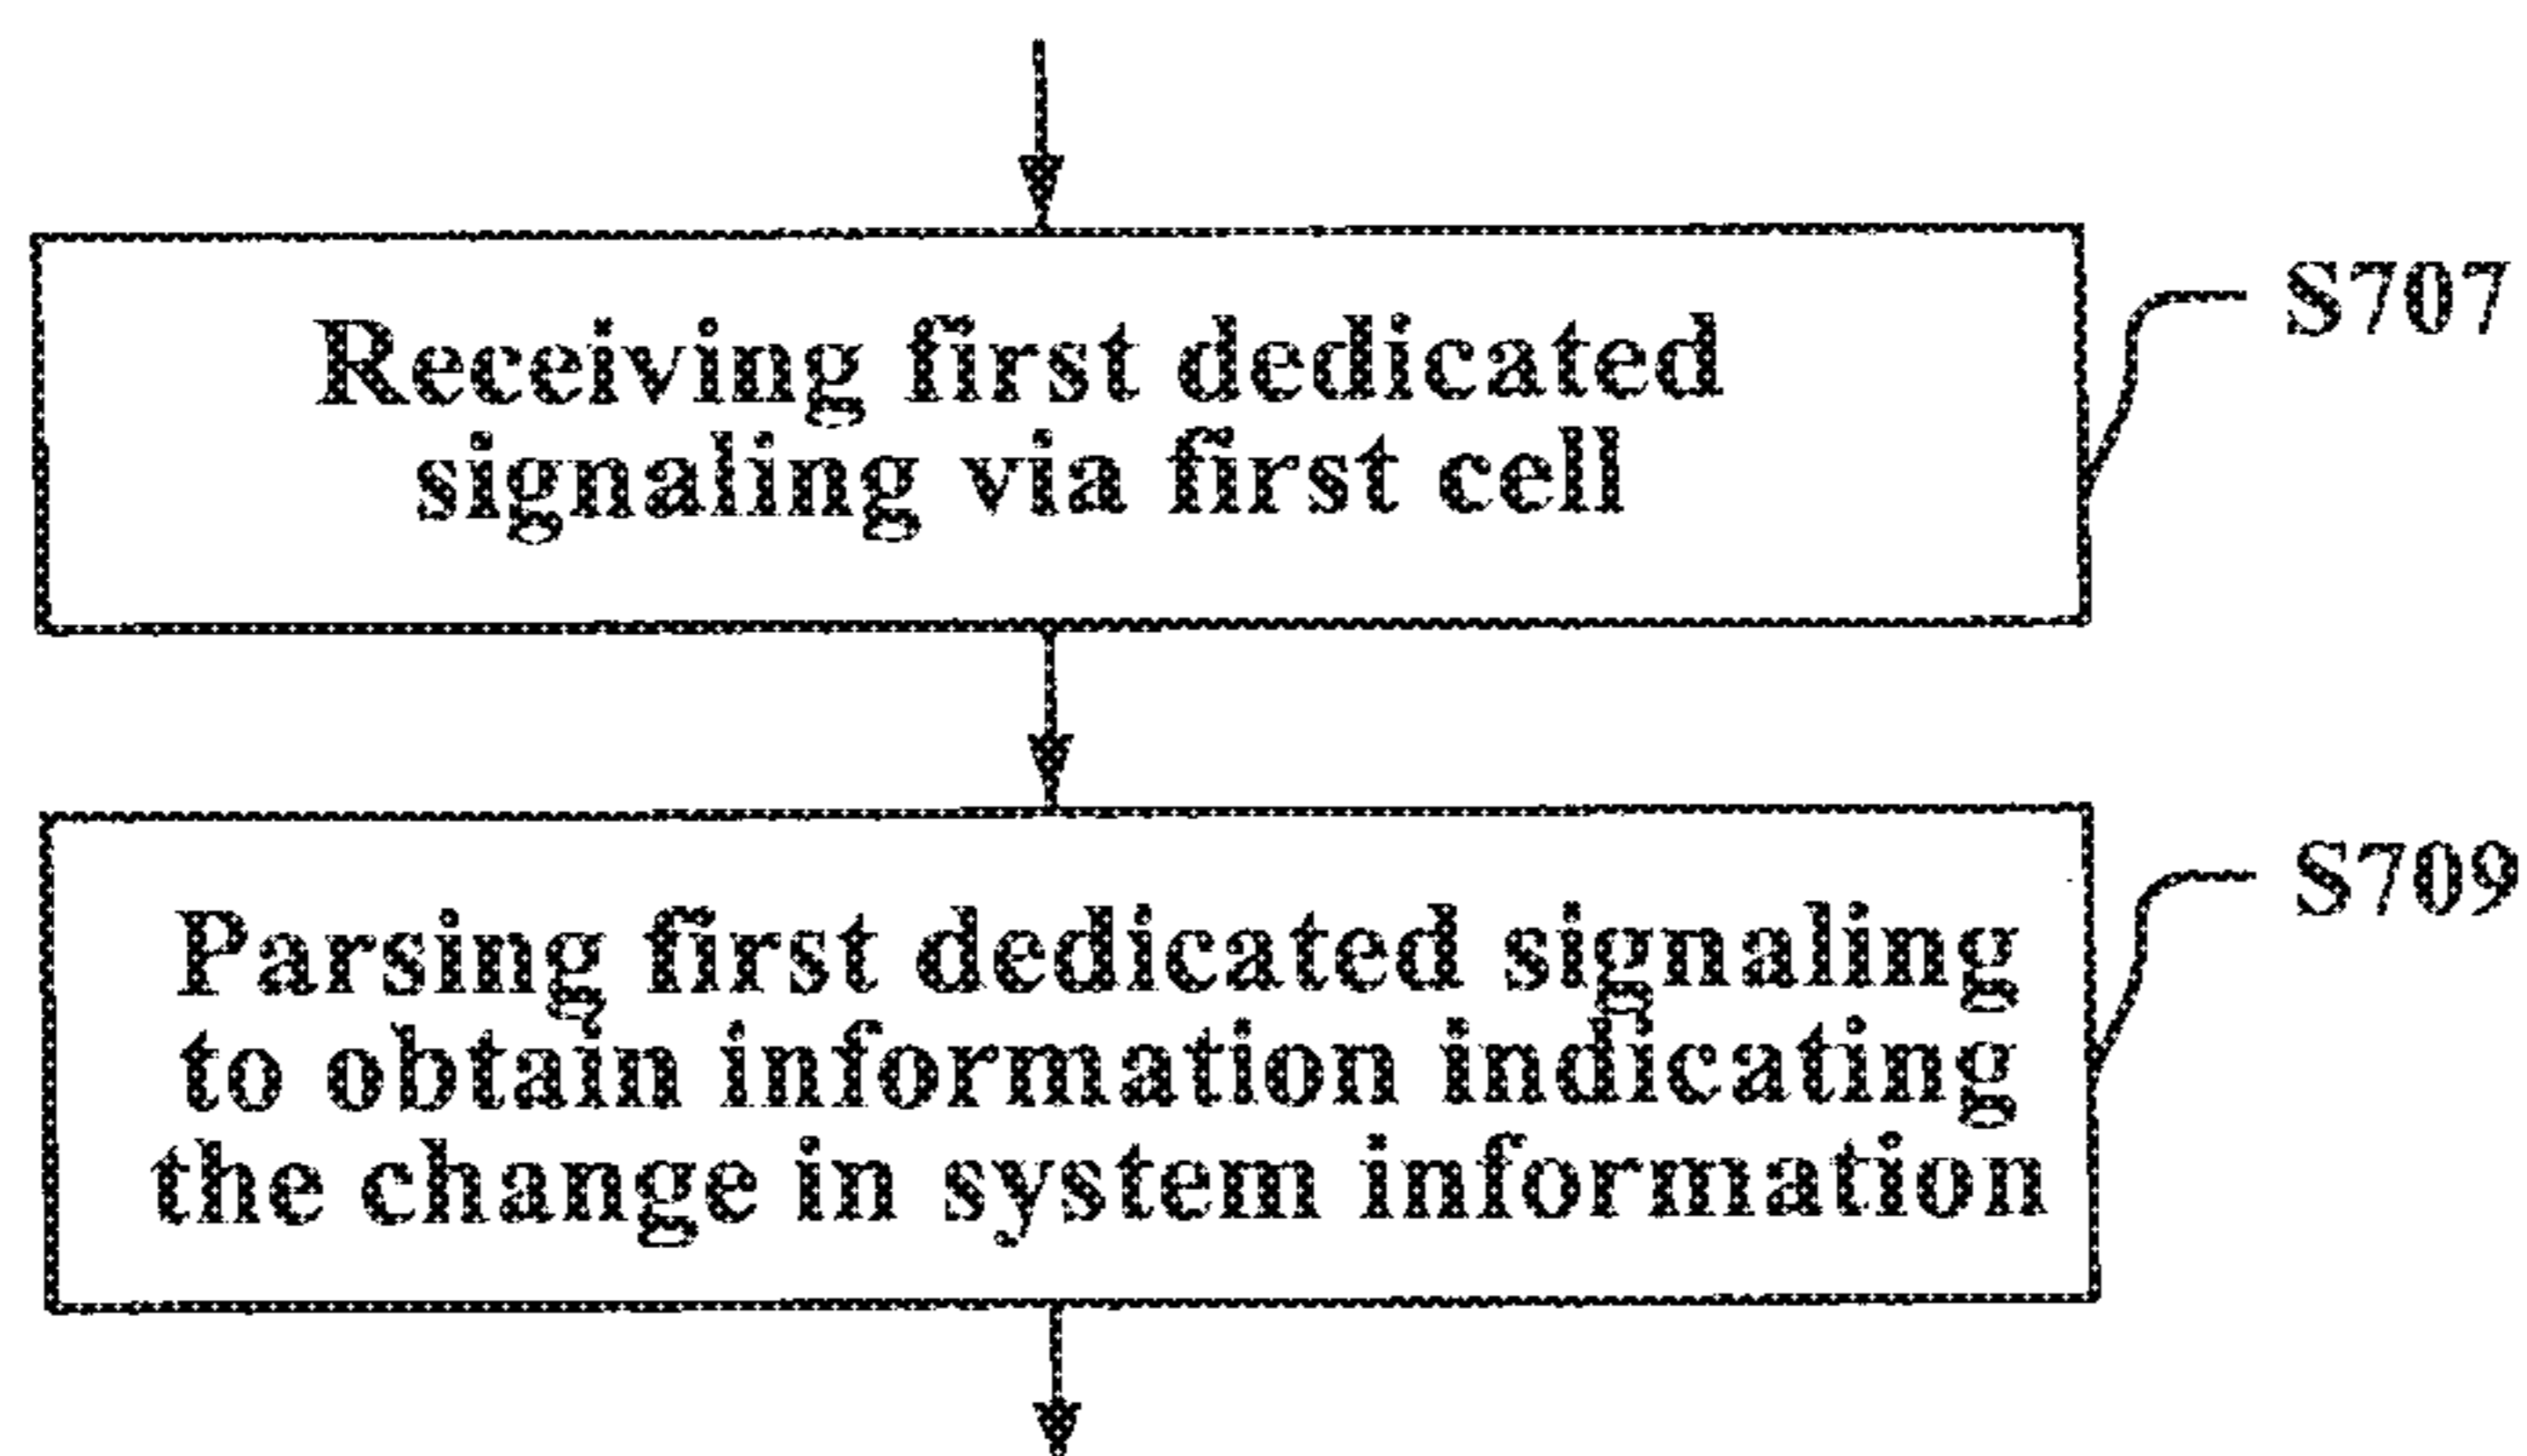 Receiving first dedicated
signaling via first cell
S707
Parsing first dedicated signaling
to obtain information indicating
the change in system information
S709